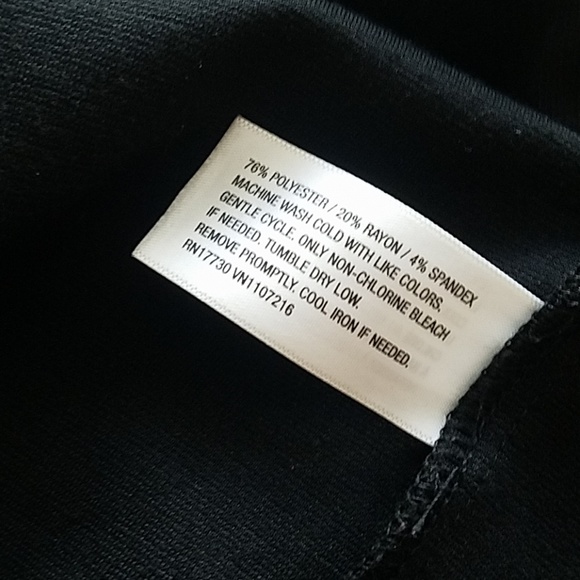 76% POLYESTER / 20% RAYON / 4% SPANDEX
MACHINE WASH COLD WITH LIKE COLORS.
GENTLE CYCLE. ONLY NON-CHLORINE BLEACH
IF NEEDED. TUMBLE DRY LOW.
REMOVE PROMPTLY. COOL IRON IF NEEDED.
RN17730 VN1107216